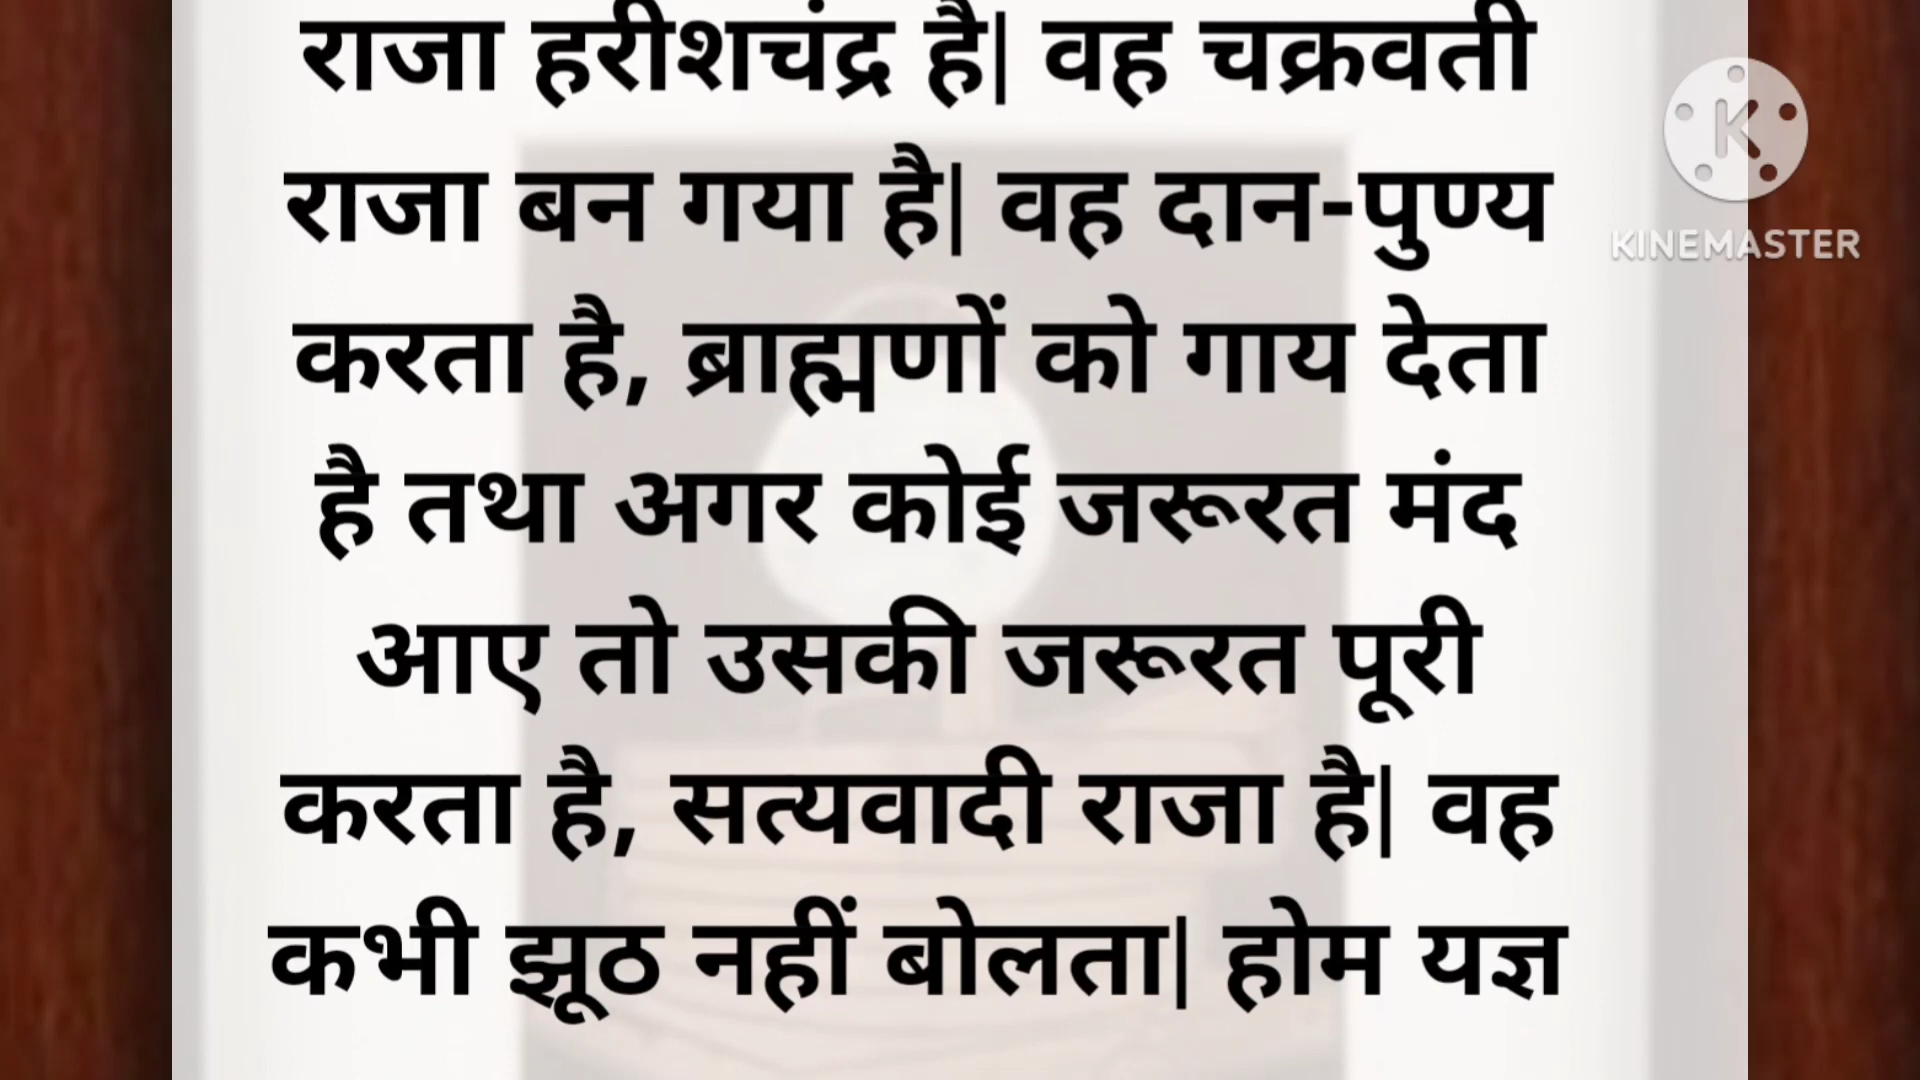 राजा हरीशचंद्र है| वह चक्रवती
राजा बन गया है| वह दान-पुण्य
करता है, ब्राह्मणों को गाय देता
है तथा अगर कोई जरूरत मंद
आए तो उसकी जरूरत पूरी
करता है, सत्यवादी राजा है| वह
कभी झूठ नहीं बोलता| होम यज्ञ
K
KINEMASTER